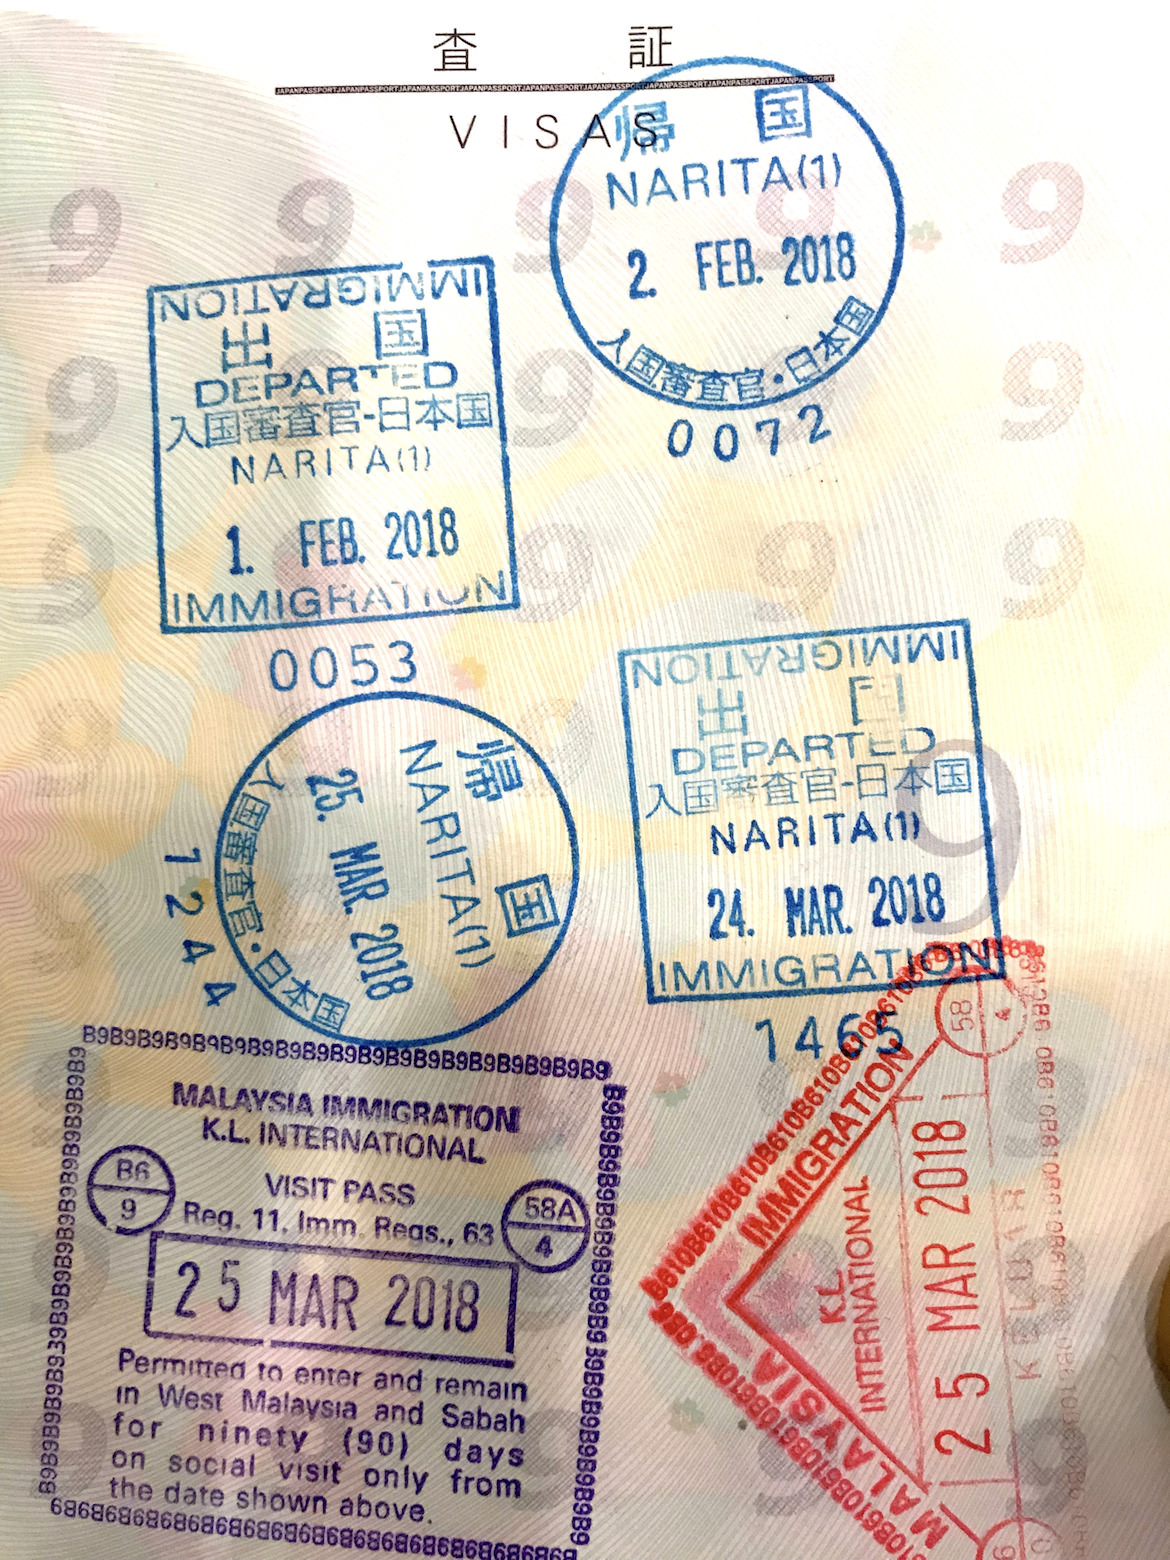 査 証
JAPANPASSPORTJAPANPASSPORTJAPANPASSPORTJAPANPASSPORTJAPANPASSPORTJAPANPASSPORTJAPANPASSPORT
VISAS
帰 国
NARITA(1)
2. FEB. 2018
入国審査官・日本国
0072
IMMIGRATION
出 国
DEPARTED
入国審査官-日本国
NARITA(1)
1. FEB. 2018
IMMIGRATION
0053
帰 国
NARITA(1)
25. MAR. 2018
入国審査官・日本国
1244
IMMIGRATION
出 国
DEPARTED
入国審査官-日本国
NARITA(1)
24. MAR. 2018
IMMIGRATION
1465
B9B9B9B9B9B9B9B9B9B9B9B9B9B9B9B9B9B9B9
MALAYSIA IMMIGRATION
K.L. INTERNATIONAL
VISIT PASS
Reg. 11. Imm. Regs., 63
B6
9
58A
4
25 MAR 2018
Permitted to enter and remain
in West Malaysia and Sabah
for ninety (90) days
on social visit only from
the date shown above.
IMMIGRATION
MALAYSIA
K.L.
INTERNATIONAL
25 MAR 2018
58
4
9